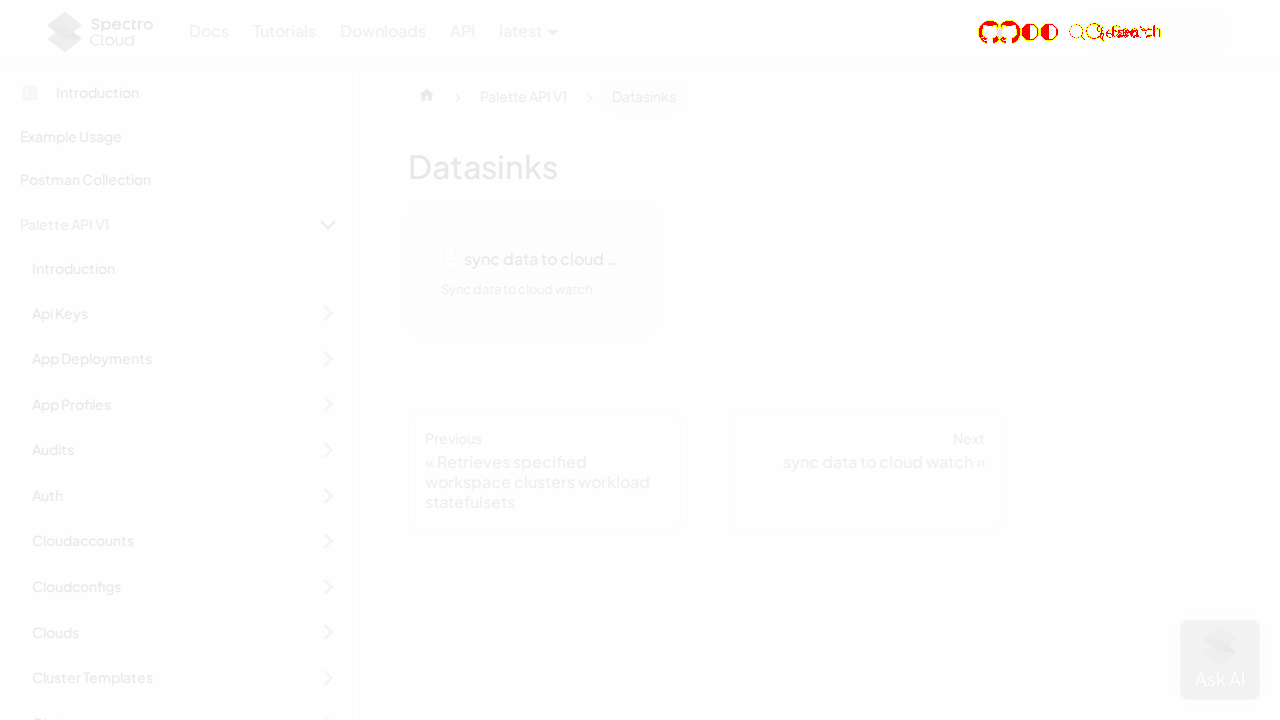 Spectro
Cloud
Docs
Tutorials
Downloads
API
latest
Search
Introduction
Example Usage
Postman Collection
Palette API V1
Introduction
Api Keys
App Deployments
App Profiles
Audits
Auth
Cloudaccounts
Cloudconfigs
Clouds
Cluster Templates
Palette API V1
Datasinks
Datasinks
sync data to cloud ...
Sync data to cloud watch
Previous
« Retrieves specified
workspace clusters workload
statefulsets
Next
sync data to cloud watch »
Ask AI